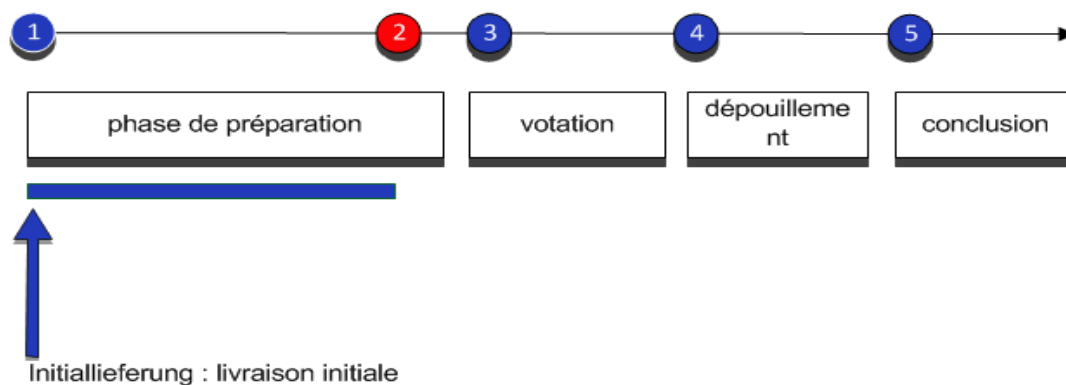 1 2 3 4 5
phase de préparation votation dépouilleme
nt conclusion
Initiallieferung : livraison initiale